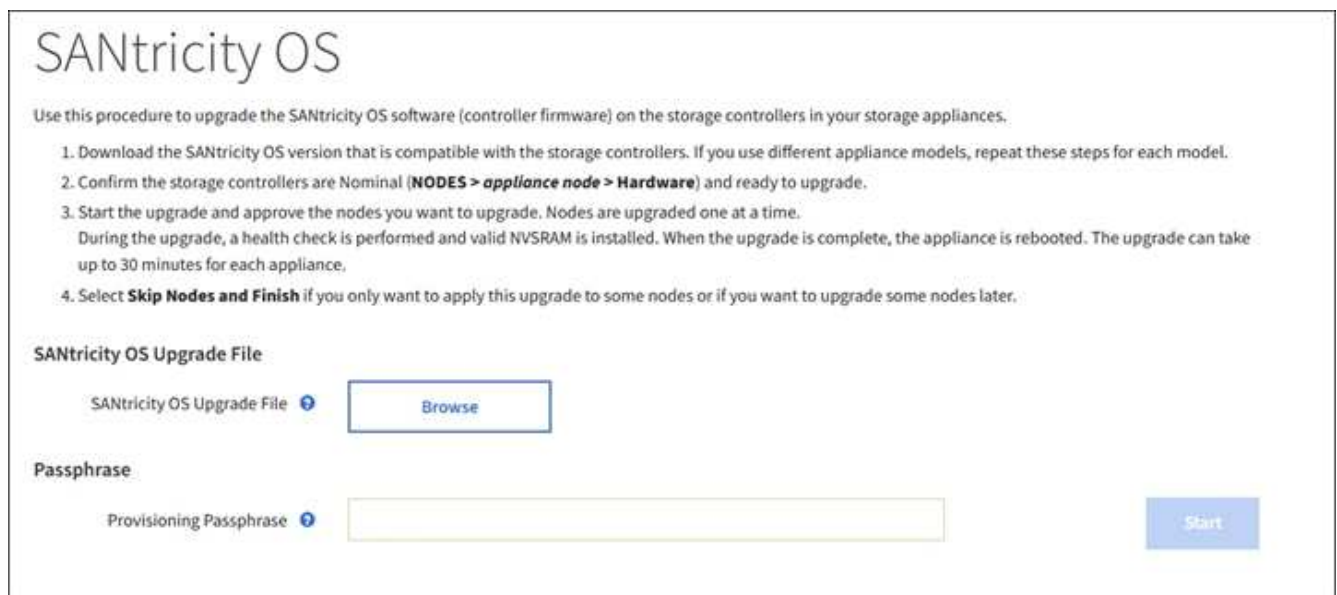 SANtricity OS
Use this procedure to upgrade the SANtricity OS software (controller firmware) on the storage controllers in your storage appliances.
1. Download the SANtricity OS version that is compatible with the storage controllers. If you use different appliance models, repeat these steps for each model.
2. Confirm the storage controllers are Nominal (NODES > appliance node > Hardware) and ready to upgrade.
3. Start the upgrade and approve the nodes you want to upgrade. Nodes are upgraded one at a time.
During the upgrade, a health check is performed and valid NVSRAM is installed. When the upgrade is complete, the appliance is rebooted. The upgrade can take
up to 30 minutes for each appliance.
4. Select Skip Nodes and Finish if you only want to apply this upgrade to some nodes or if you want to upgrade some nodes later.
SANtricity OS Upgrade File
SANtricity OS Upgrade File ?
Browse
Passphrase
Provisioning Passphrase ?
Start